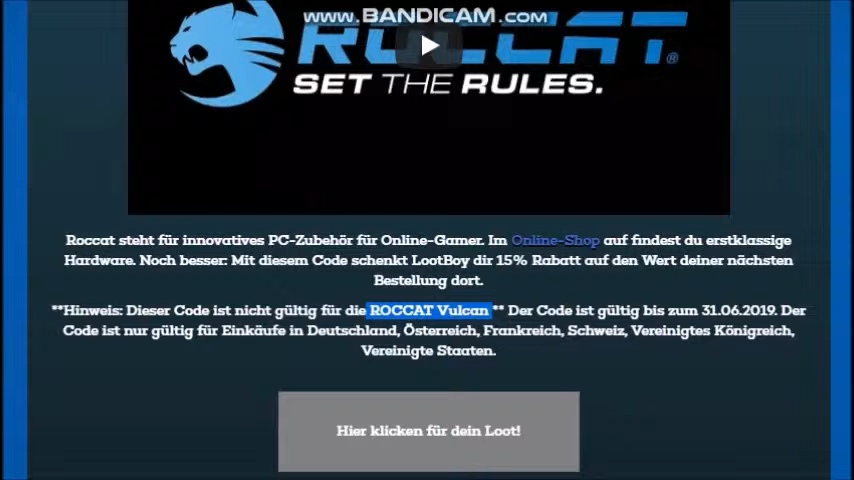 WWW.BANDICAM.COM
ROCCAT®
SET THE RULES.
Roccat steht für innovatives PC-Zubehör für Online-Gamer. Im Online-Shop auf findest du erstklassige
Hardware. Noch besser: Mit diesem Code schenkt LootBoy dir 15% Rabatt auf den Wert deiner nächsten
Bestellung dort.
**Hinweis: Dieser Code ist nicht gültig für die ROCCAT Vulcan ** Der Code ist gültig bis zum 31.06.2019. Der
Code ist nur gültig für Einkäufe in Deutschland, Österreich, Frankreich, Schweiz, Vereinigtes Königreich,
Vereinigte Staaten.
Hier klicken für dein Loot!